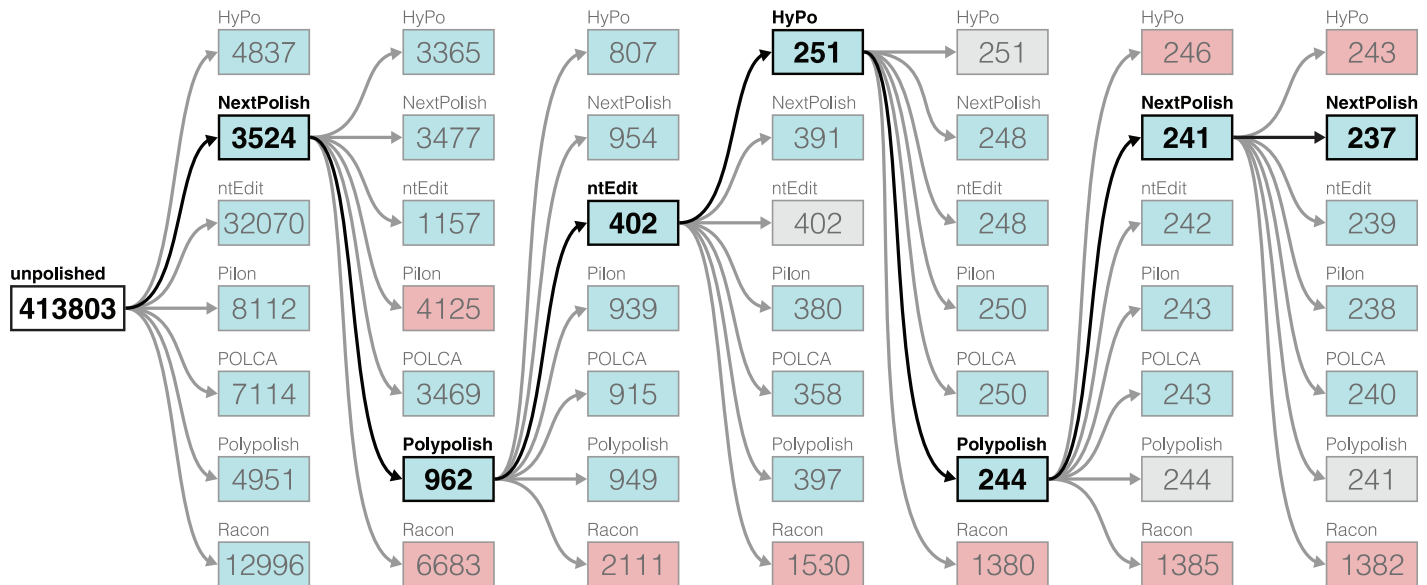 HyPo HyPo HyPo HyPo HyPo HyPo HyPo
4837 3365 807 251 251 246 243
NextPolish NextPolish NextPolish NextPolish NextPolish NextPolish NextPolish
3524 3477 954 391 248 241 237
ntEdit ntEdit ntEdit ntEdit ntEdit ntEdit ntEdit
32070 1157 402 402 248 242 239
unpolished Pilon Pilon Pilon Pilon Pilon Pilon Pilon
413803 8112 4125 939 380 250 243 238
POLCA POLCA POLCA POLCA POLCA POLCA POLCA
7114 3469 915 358 250 243 240
Polypolish Polypolish Polypolish Polypolish Polypolish Polypolish Polypolish
4951 962 949 397 244 244 241
Racon Racon Racon Racon Racon Racon Racon
12996 6683 2111 1530 1380 1385 1382